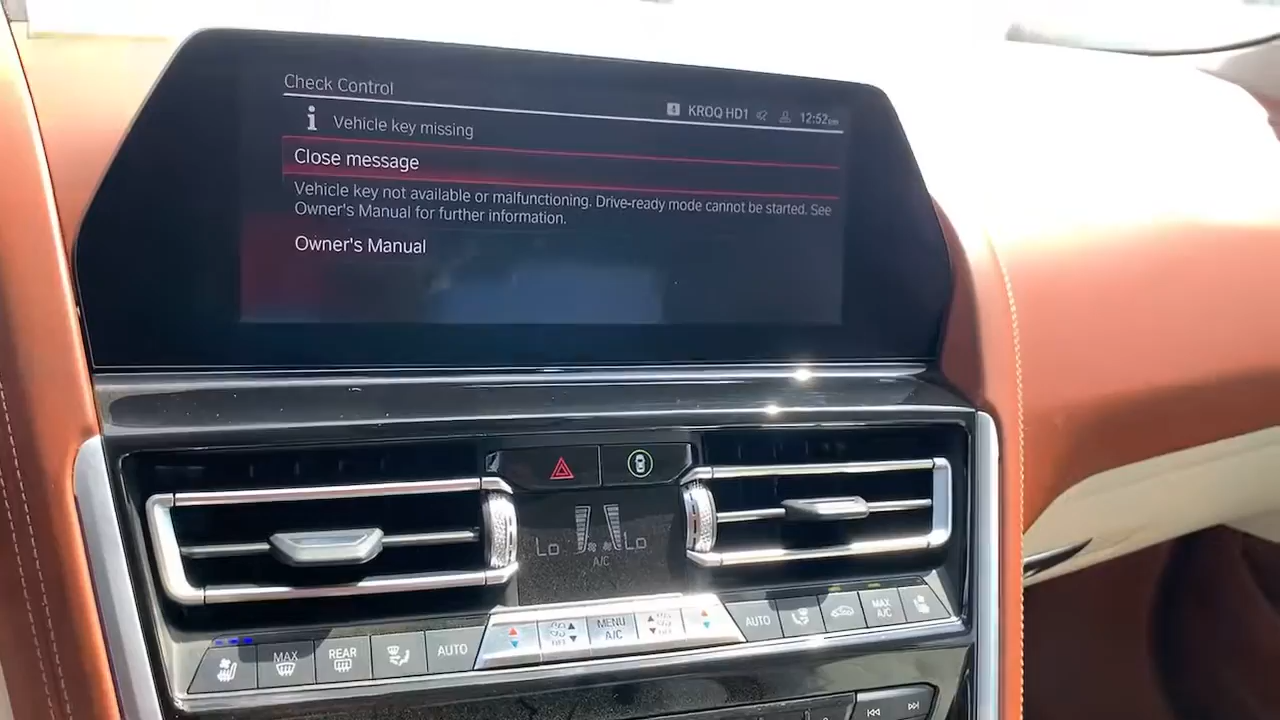 Check Control
KROQ HD1 12:52pm
Vehicle key missing
Close message
Vehicle key not available or malfunctioning. Drive-ready mode cannot be started. See
Owner's Manual for further information.
Owner's Manual
Lo Lo
A/C
MAX
REAR
AUTO
MENU
A/C
OFF
AUTO
MAX
A/C